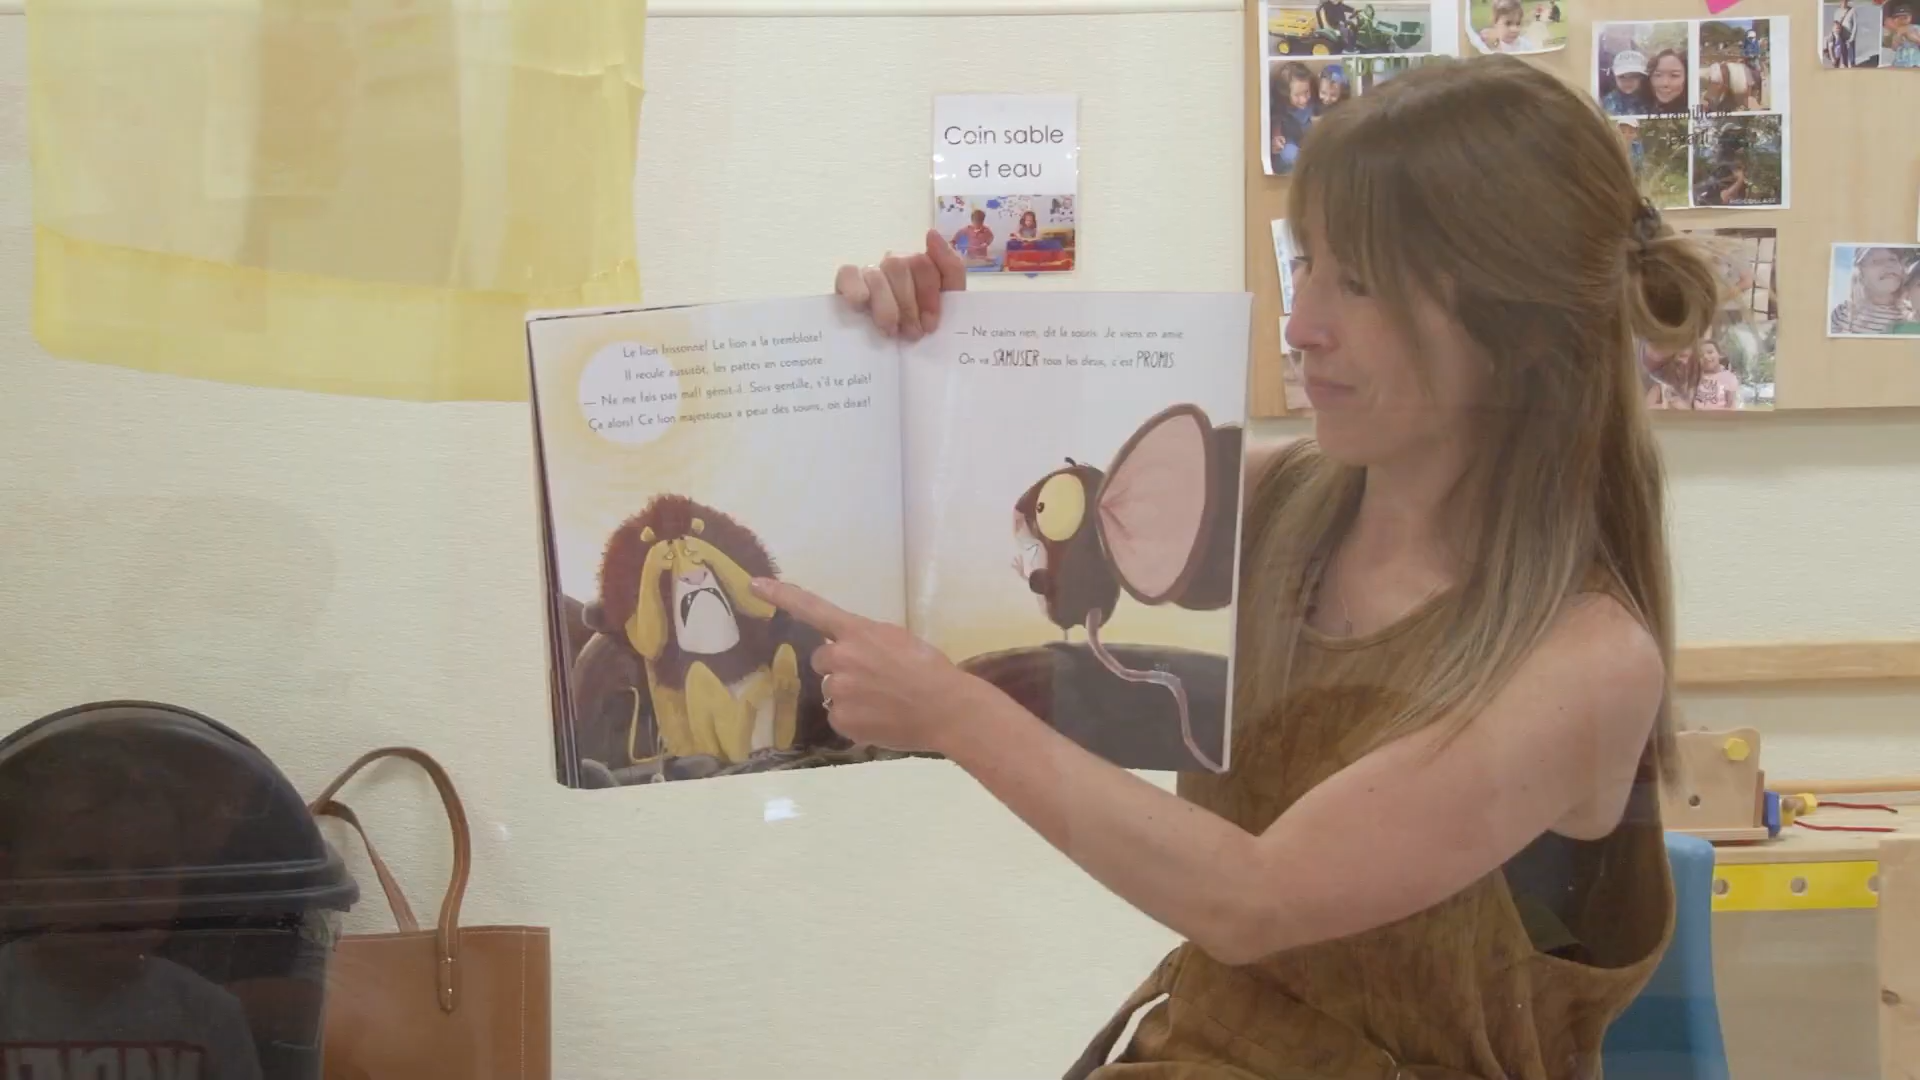 Coin sable
et eau
Le lion frissonne! Le lion a la tremblote!
Il recule aussitôt, les pattes en compote.
— Ne me fais pas mal! gémit-il. Sois gentille, s'il te plaît!
Ça alors! Ce lion majestueux a peur des souris, on dirait!
— Ne crains rien, dit la souris. Je viens en amie.
On va S'AMUSER tous les deux, c'est PROMIS.
La famille de